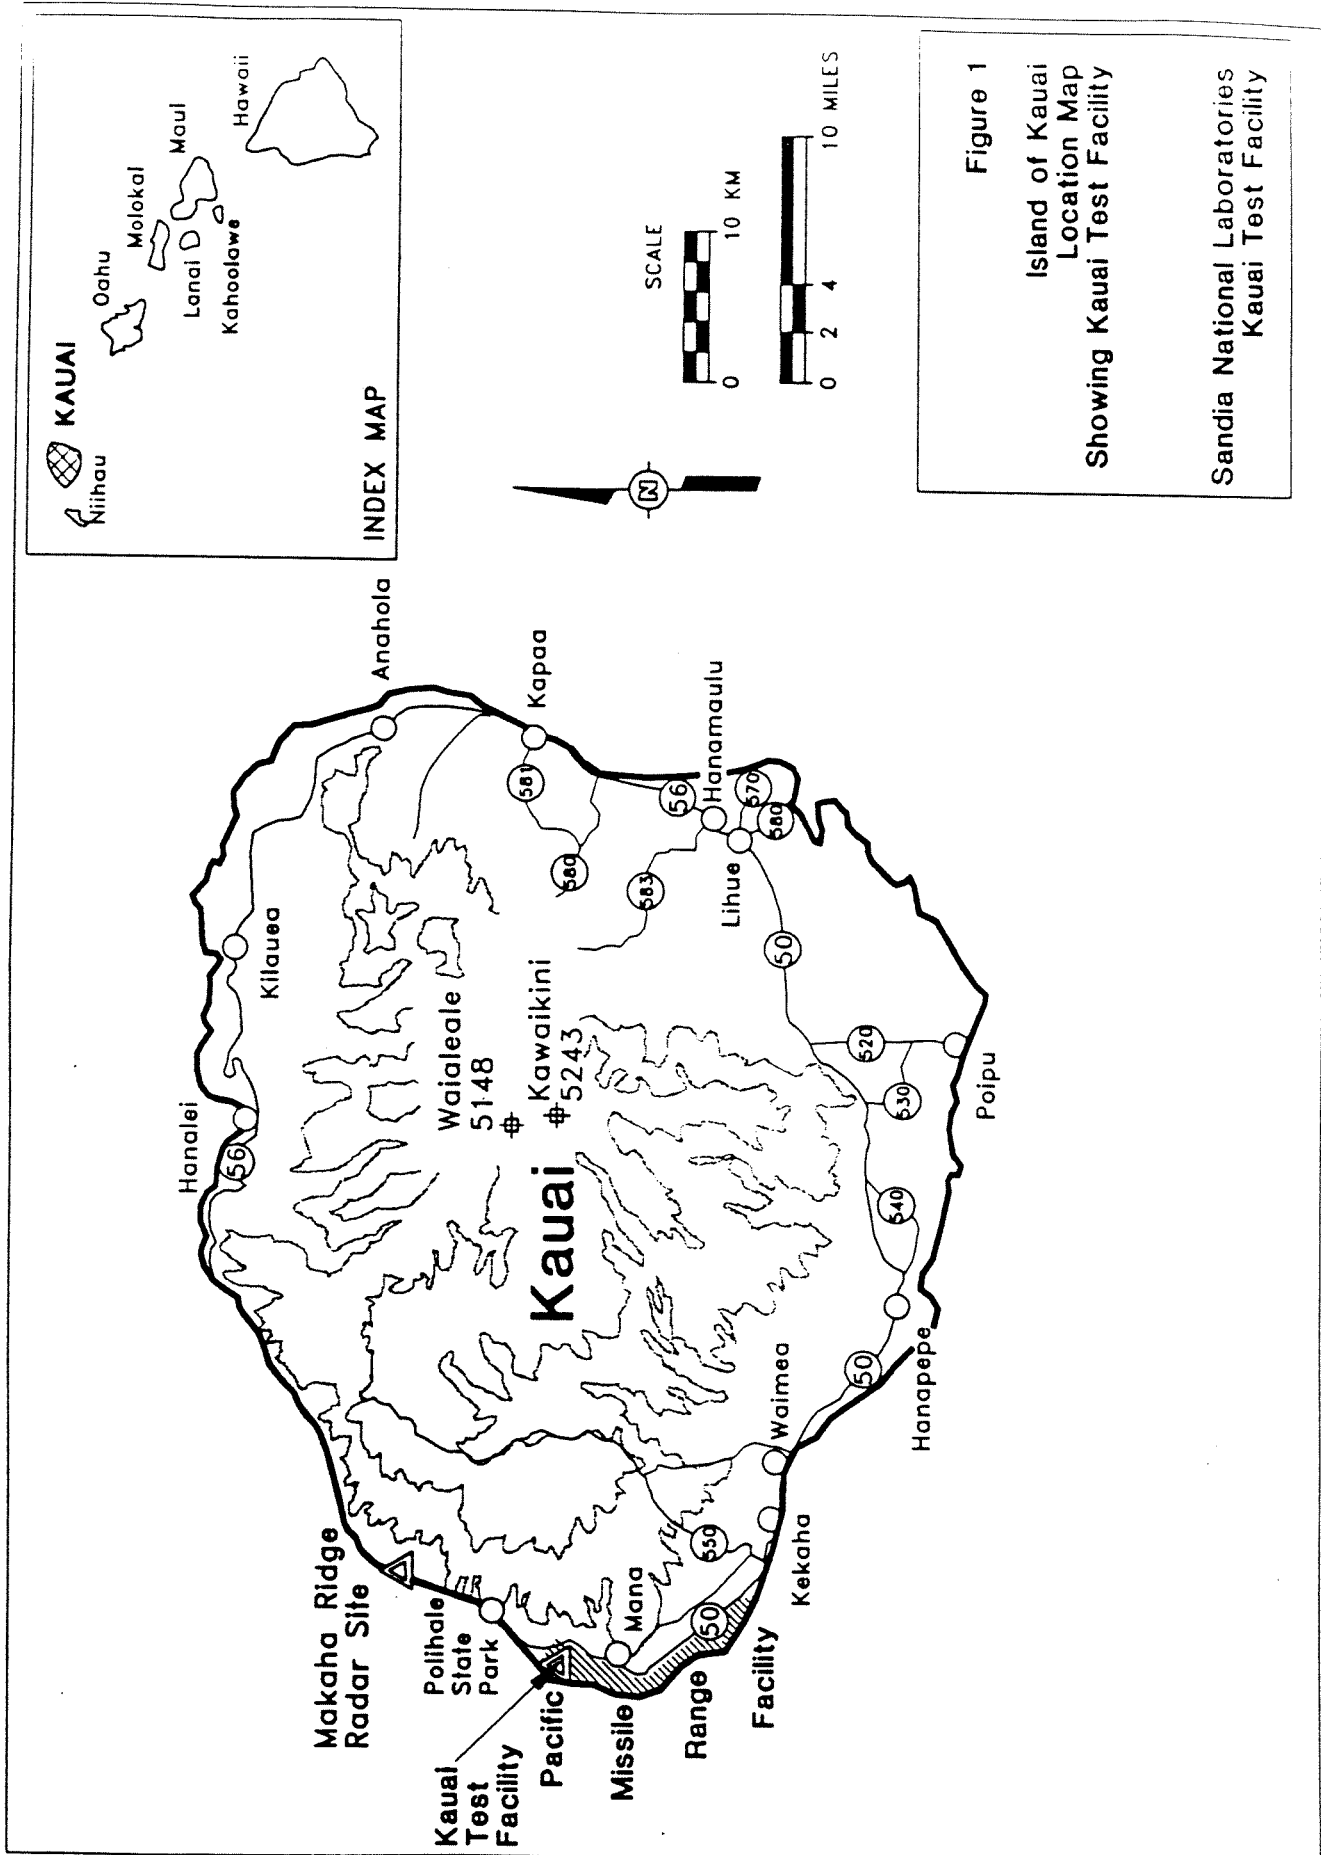 KAUAI
Niihau
Oahu
Molokal
Lanai
Kahoolawe
Maul
Hawaii
INDEX MAP
SCALE
0 10 KM
0 2 4 10 MILES
N
Hanalei
56
Kilauea
Anahola
Kapaa
581
580
56
Hanamaulu
583
Lihue
570
580
50
520
530
Poipu
540
Hanapepe
50
Waimea
Kekaha
550
50
Mana
Waialeale
5148
Kawaikini
5243
Kauai
Makaha Ridge
Radar Site
Polihale
State
Park
Kauai
Test
Facility
Pacific
Missile
Range
Facility
Figure 1
Island of Kauai
Location Map
Showing Kauai Test Facility
Sandia National Laboratories
Kauai Test Facility